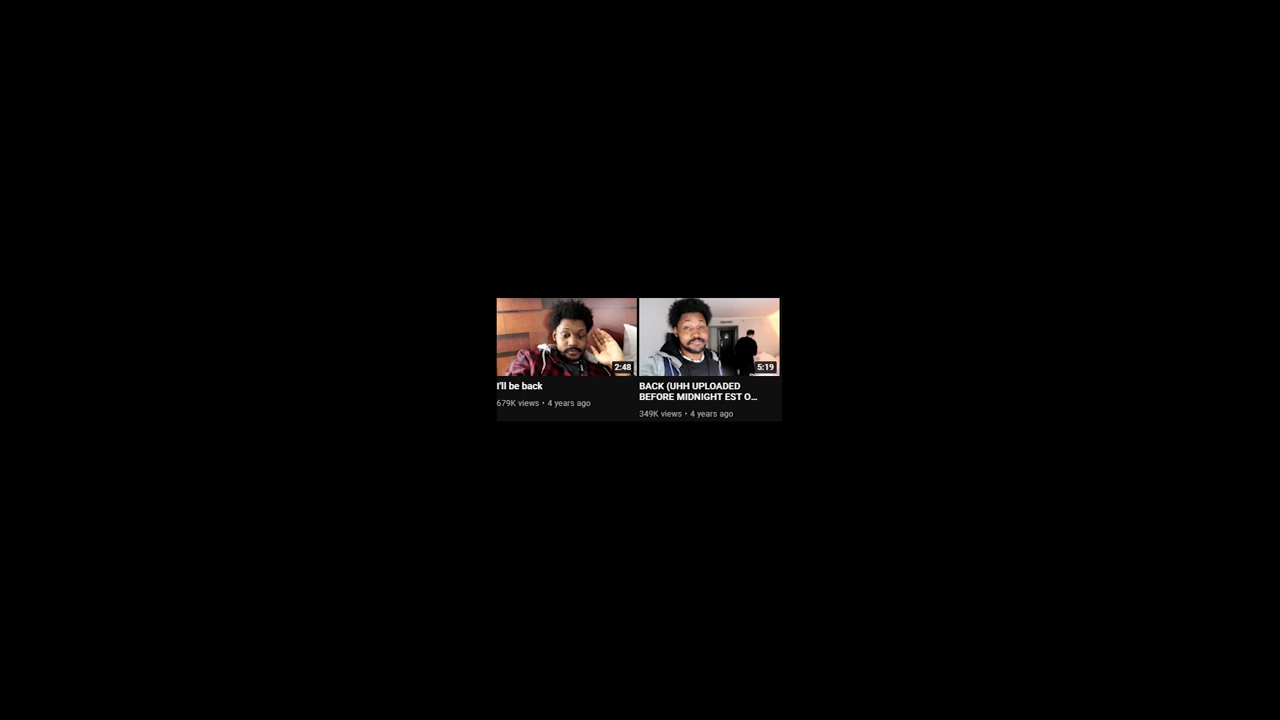 2:48
5:19
I'll be back
679K views • 4 years ago
BACK (UHH UPLOADED
BEFORE MIDNIGHT EST O...
349K views • 4 years ago